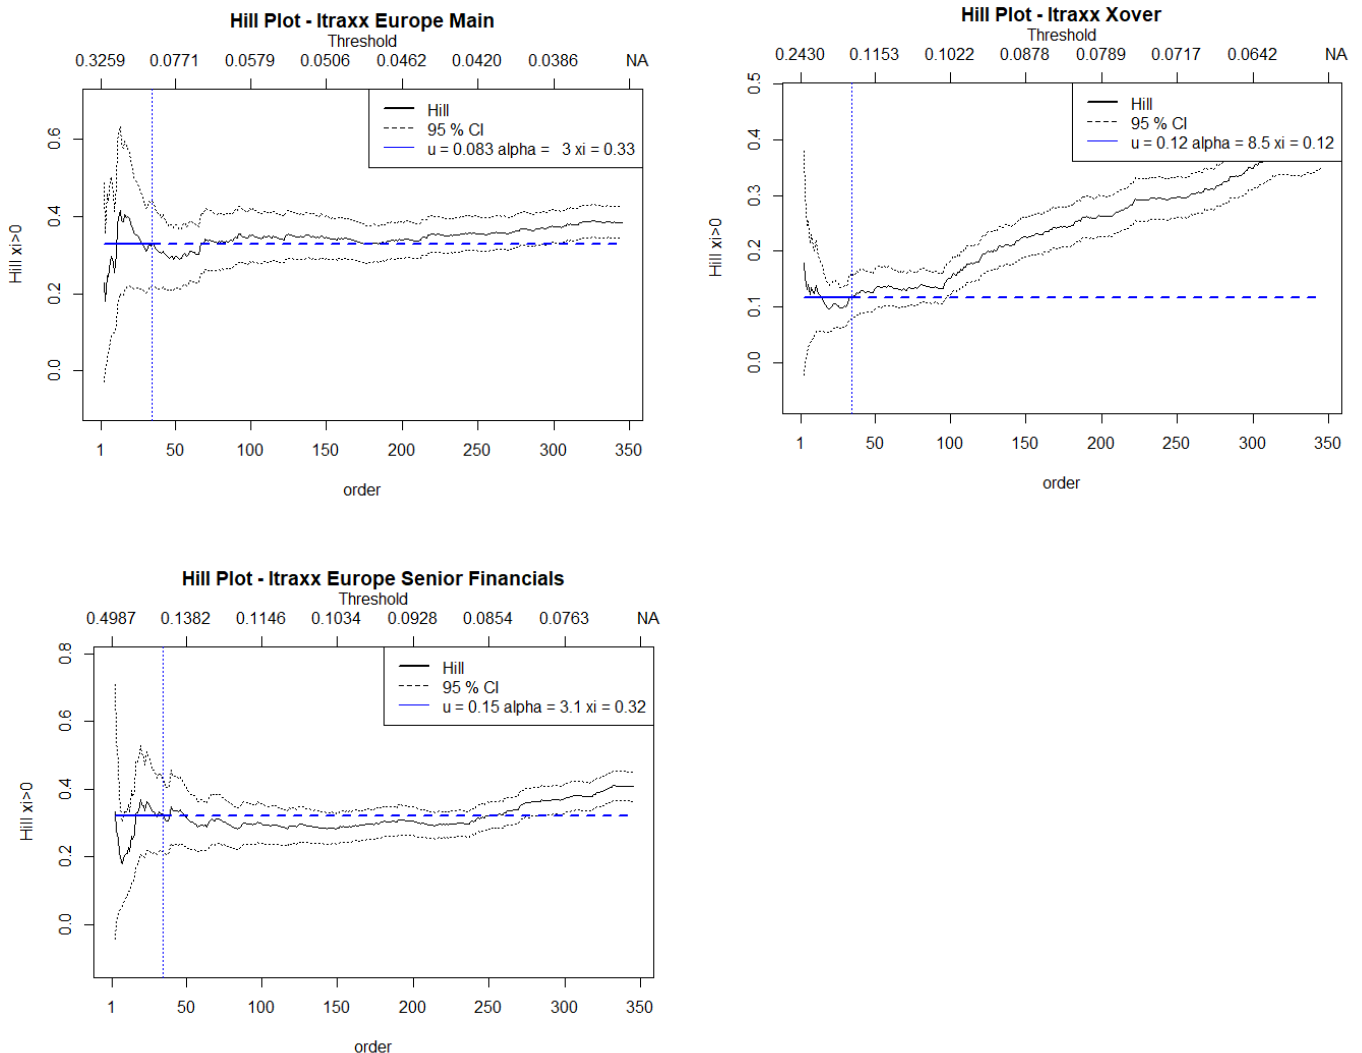 Hill Plot - Itraxx Europe Main
Threshold
0.3259 0.0771 0.0579 0.0506 0.0462 0.0420 0.0386 NA
Hill
95 % CI
u = 0.083 alpha = 3 xi = 0.33
0.6
0.4
0.2
0.0
Hill xi>0
1 50 100 150 200 250 300 350
order
Hill Plot - Itraxx Xover
Threshold
0.2430 0.1153 0.1022 0.0878 0.0789 0.0717 0.0642 NA
Hill
95 % CI
u = 0.12 alpha = 8.5 xi = 0.12
0.5
0.4
0.3
0.2
0.1
0.0
Hill xi>0
1 50 100 150 200 250 300 350
order
Hill Plot - Itraxx Europe Senior Financials
Threshold
0.4987 0.1382 0.1146 0.1034 0.0928 0.0854 0.0763 NA
Hill
95 % CI
u = 0.15 alpha = 3.1 xi = 0.32
0.8
0.6
0.4
0.2
0.0
Hill xi>0
1 50 100 150 200 250 300 350
order